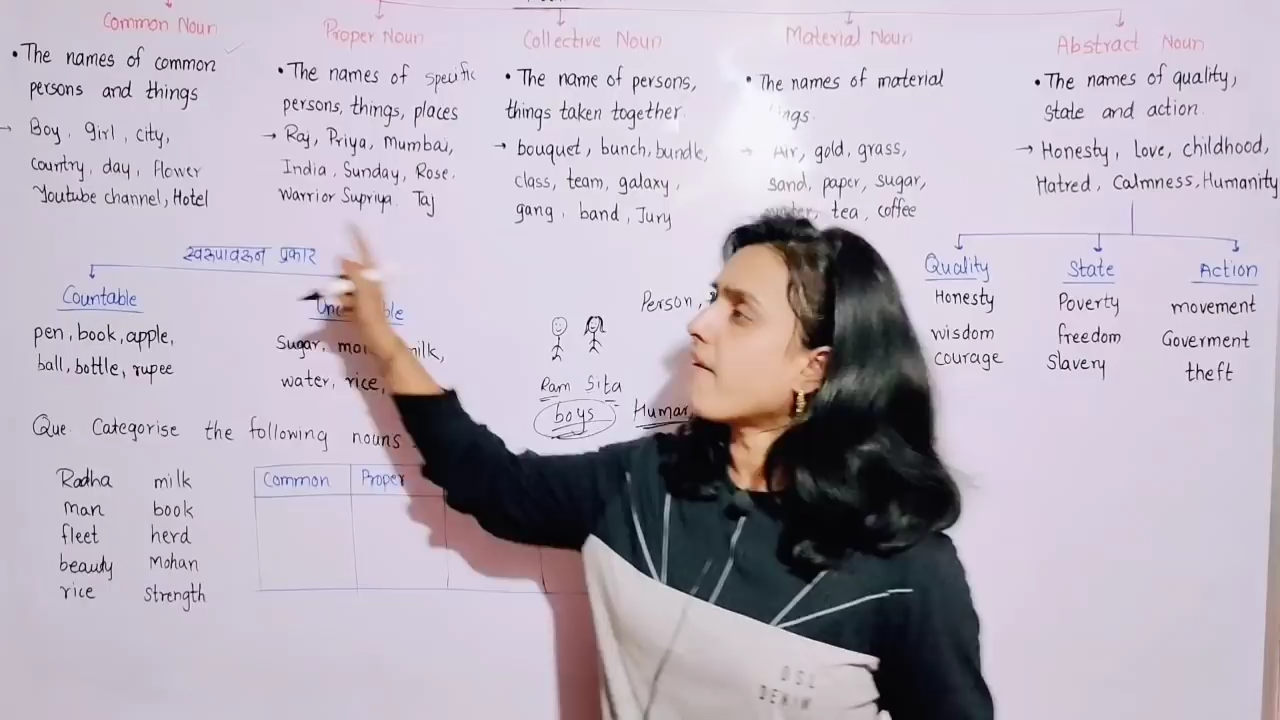 Common Noun
• The names of common
persons and things
→ Boy, girl, city,
country, day, flower
Youtube channel, Hotel
Proper Noun
• The names of specific
persons, things, places
→ Raj, Priya, Mumbai,
India, Sunday, Rose.
Warrior Supriya. Taj
Collective Noun
• The name of persons,
things taken together.
→ bouquet, bunch, bundle,
class, team, galaxy,
gang, band, Jury
Material Noun
• The names of material
→ Air, gold, grass,
sand, paper, sugar,
tea, coffee
Abstract Noun
• The names of quality,
state and action.
→ Honesty, Love, childhood,
Hatred, Calmness, Humanity
स्वरूपावरून प्रकार
Countable
pen, book, apple,
ball, bottle, rupee
Sugar,
water, rice,
Person,
Ram Sita
boys
Quality
Honesty
wisdom
courage
State
Poverty
freedom
Slavery
Action
movement
Goverment
theft
Que. Categorise the following nouns
Radha milk
man book
fleet herd
beauty Mohan
rice strength
Common Proper
DSL
DENIM